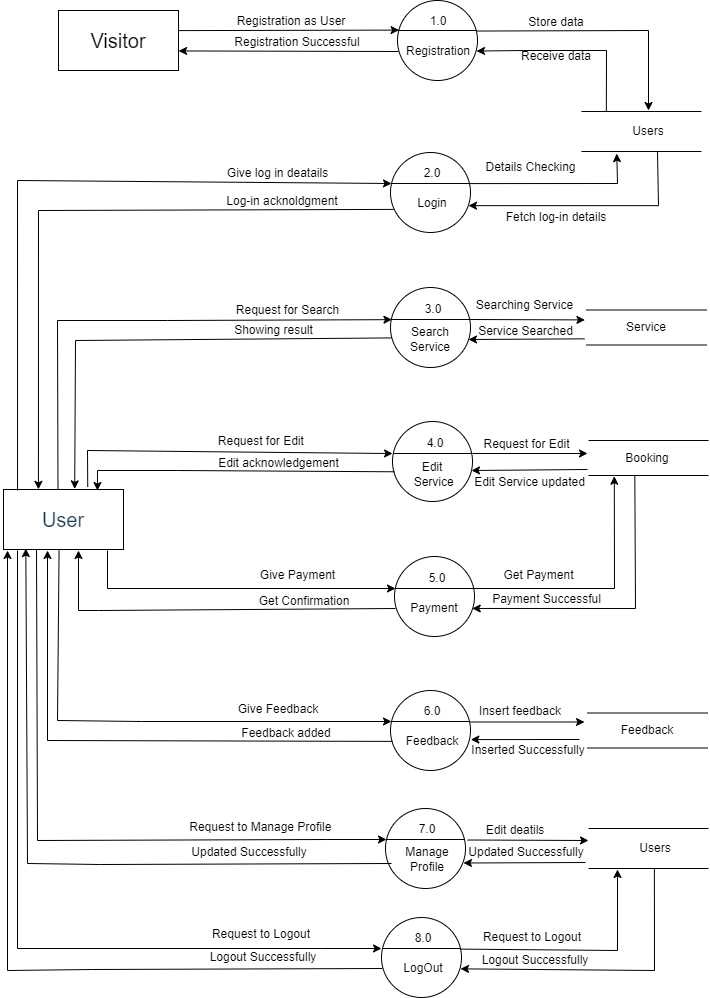 Registration as User
1.0
Store data
Visitor
Registration Successful
Registration
Receive data
Users
Give log in deatails
2.0
Details Checking
Log-in acknoldgment
Login
Fetch log-in details
Request for Search
3.0
Searching Service
Showing result
Search
Service
Service Searched
Service
Request for Edit
4.0
Request for Edit
Edit acknowledgement
Edit
Service
Edit Service updated
Booking
User
Give Payment
5.0
Get Payment
Get Confirmation
Payment
Payment Successful
Give Feedback
6.0
Insert feedback
Feedback added
Feedback
Inserted Successfully
Feedback
Request to Manage Profile
7.0
Edit deatils
Updated Successfully
Manage
Profile
Updated Successfully
Users
Request to Logout
8.0
Request to Logout
Logout Successfully
LogOut
Logout Successfully